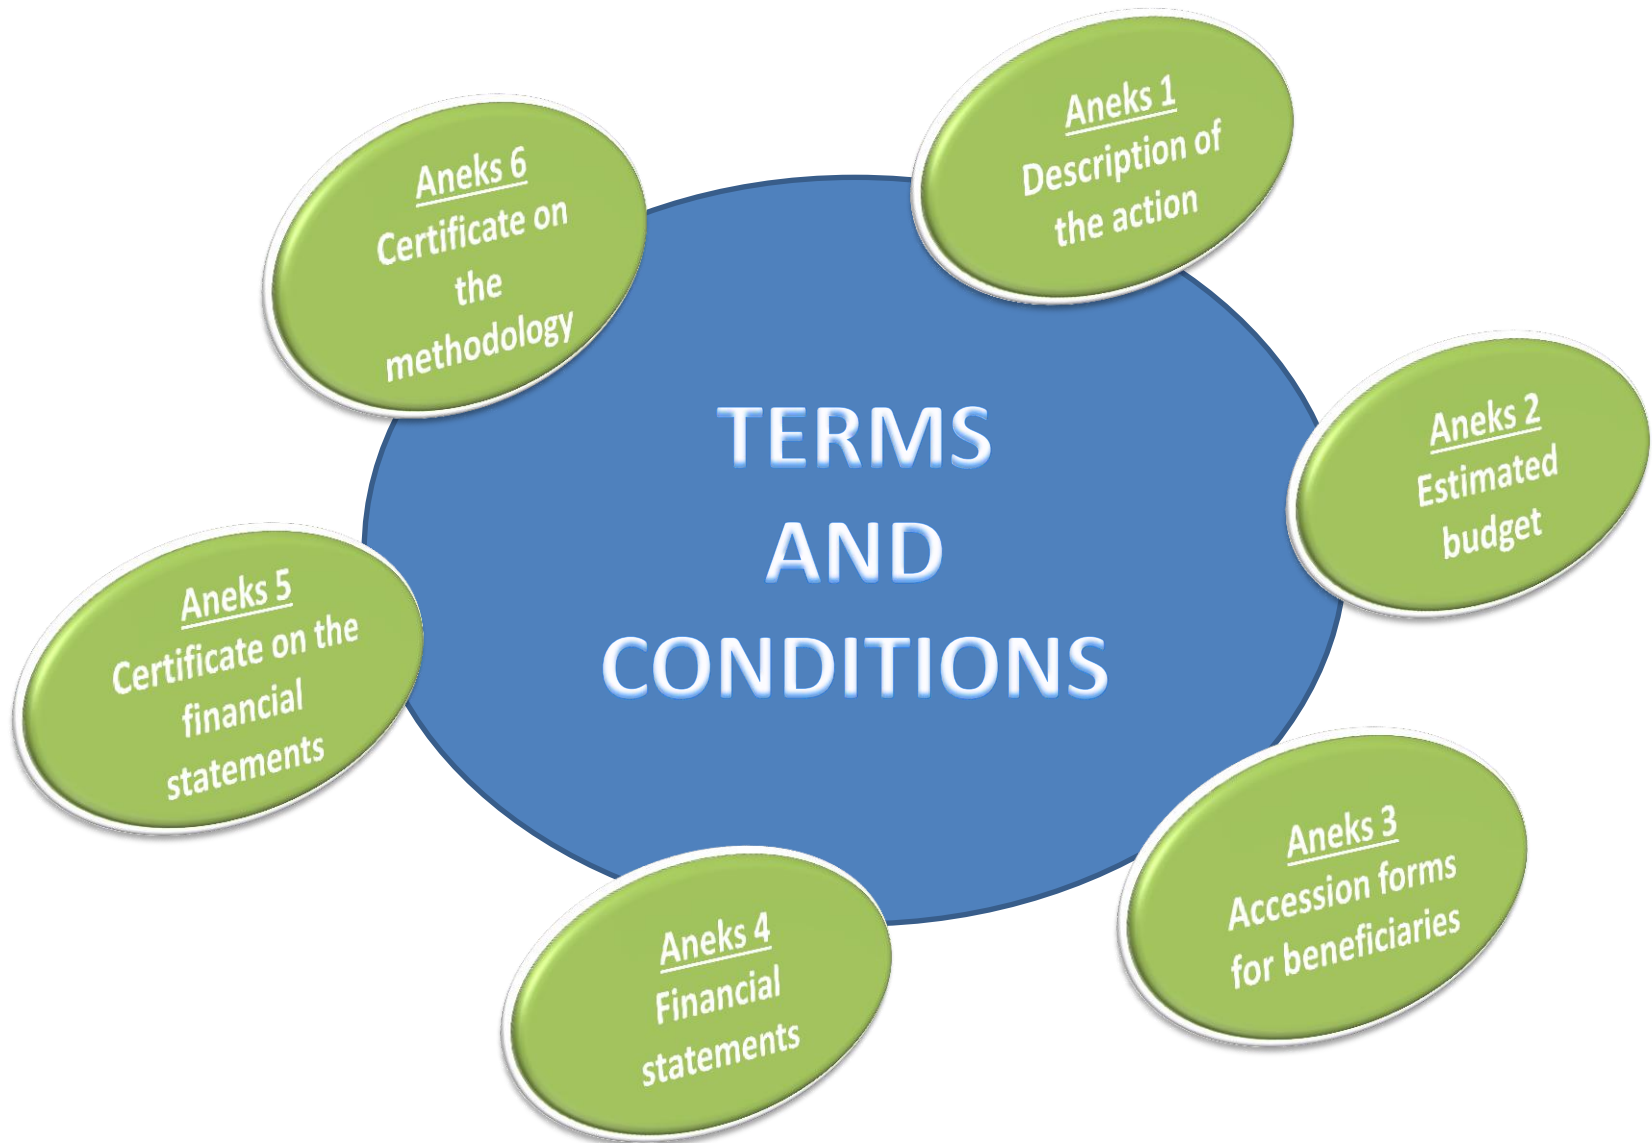 TERMS
AND
CONDITIONS
Aneks 1
Description of
the action
Aneks 2
Estimated
budget
Aneks 3
Accession forms
for beneficiaries
Aneks 4
Financial
statements
Aneks 5
Certificate on the
financial
statements
Aneks 6
Certificate on
the
methodology